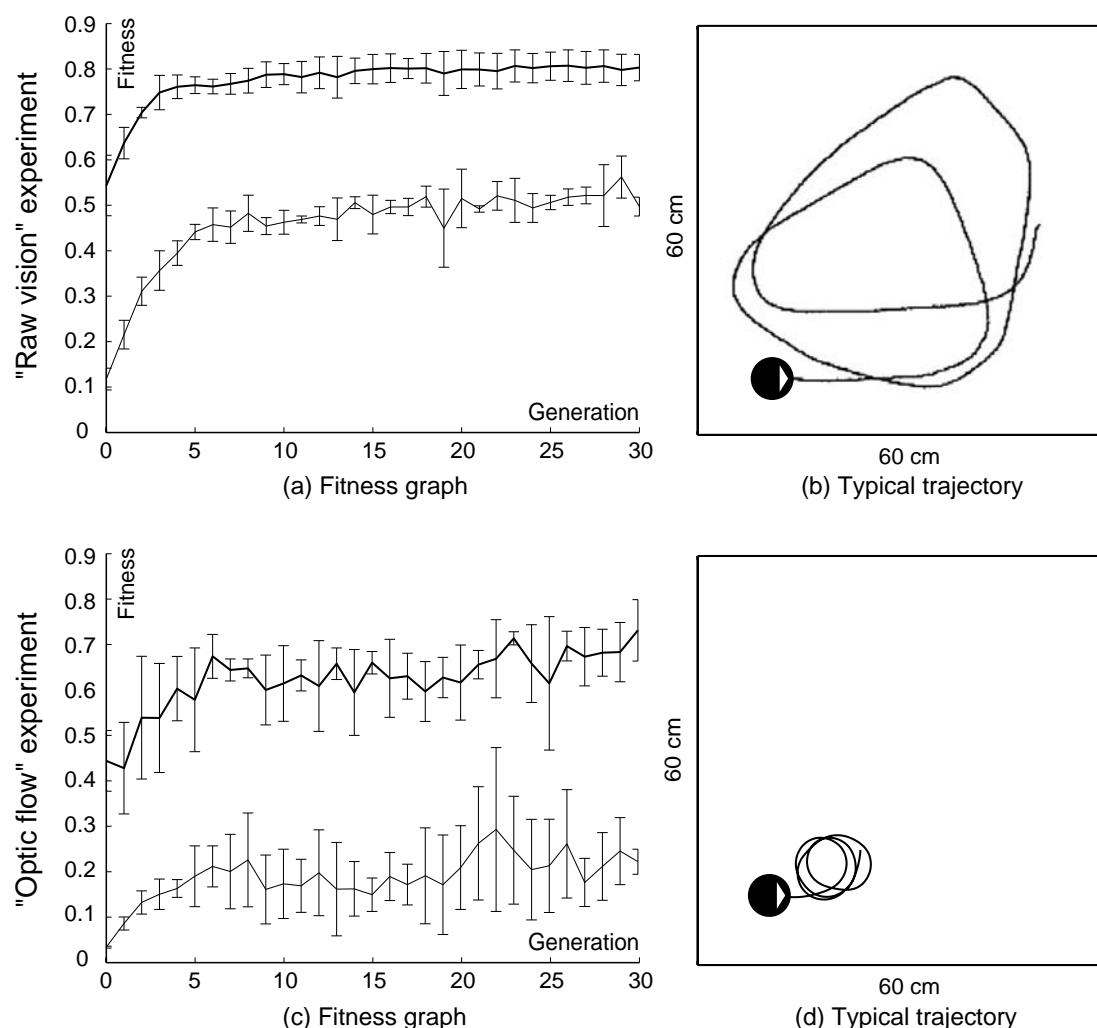 "Raw vision" experiment
0.9
0.8
0.7
0.6
0.5
0.4
0.3
0.2
0.1
0
Fitness
Generation
0 5 10 15 20 25 30
(a) Fitness graph
60 cm
60 cm
(b) Typical trajectory
"Optic flow" experiment
0.9
0.8
0.7
0.6
0.5
0.4
0.3
0.2
0.1
0
Fitness
Generation
0 5 10 15 20 25 30
(c) Fitness graph
60 cm
60 cm
(d) Typical trajectory